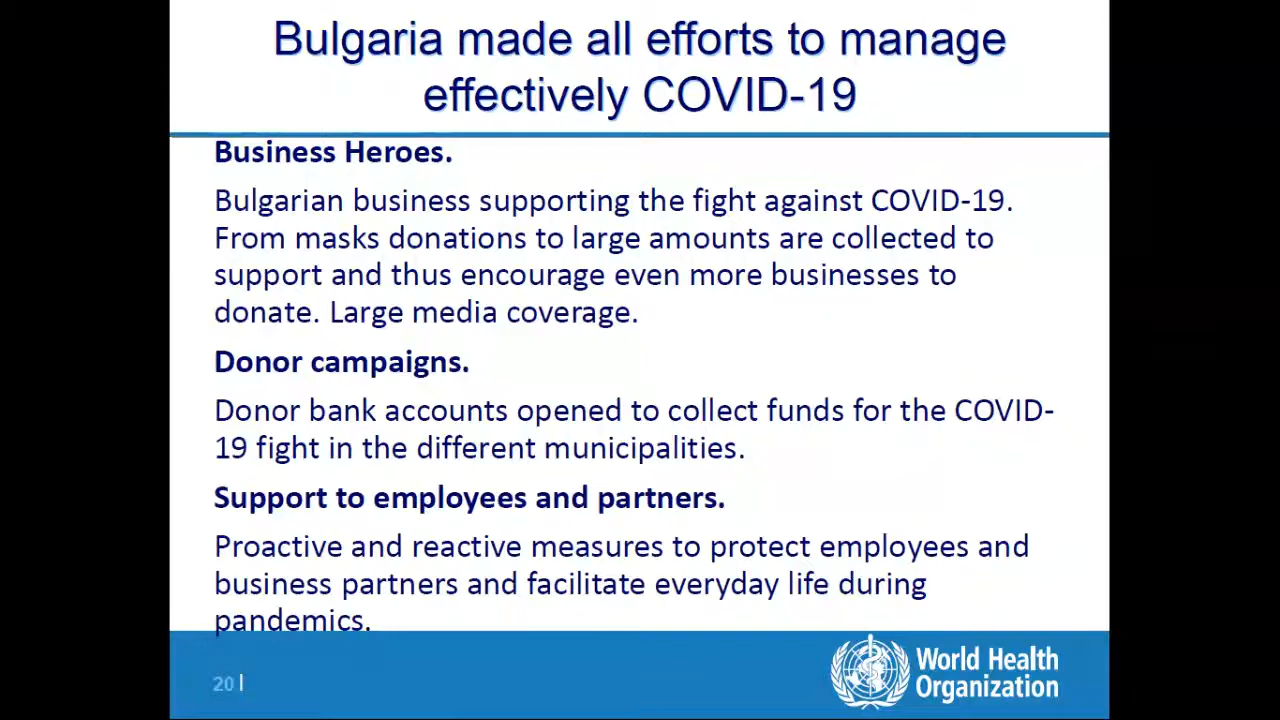 Bulgaria made all efforts to manage
effectively COVID-19
Business Heroes.
Bulgarian business supporting the fight against COVID-19.
From masks donations to large amounts are collected to
support and thus encourage even more businesses to
donate. Large media coverage.
Donor campaigns.
Donor bank accounts opened to collect funds for the COVID-
19 fight in the different municipalities.
Support to employees and partners.
Proactive and reactive measures to protect employees and
business partners and facilitate everyday life during
pandemics.
20 |
World Health
Organization